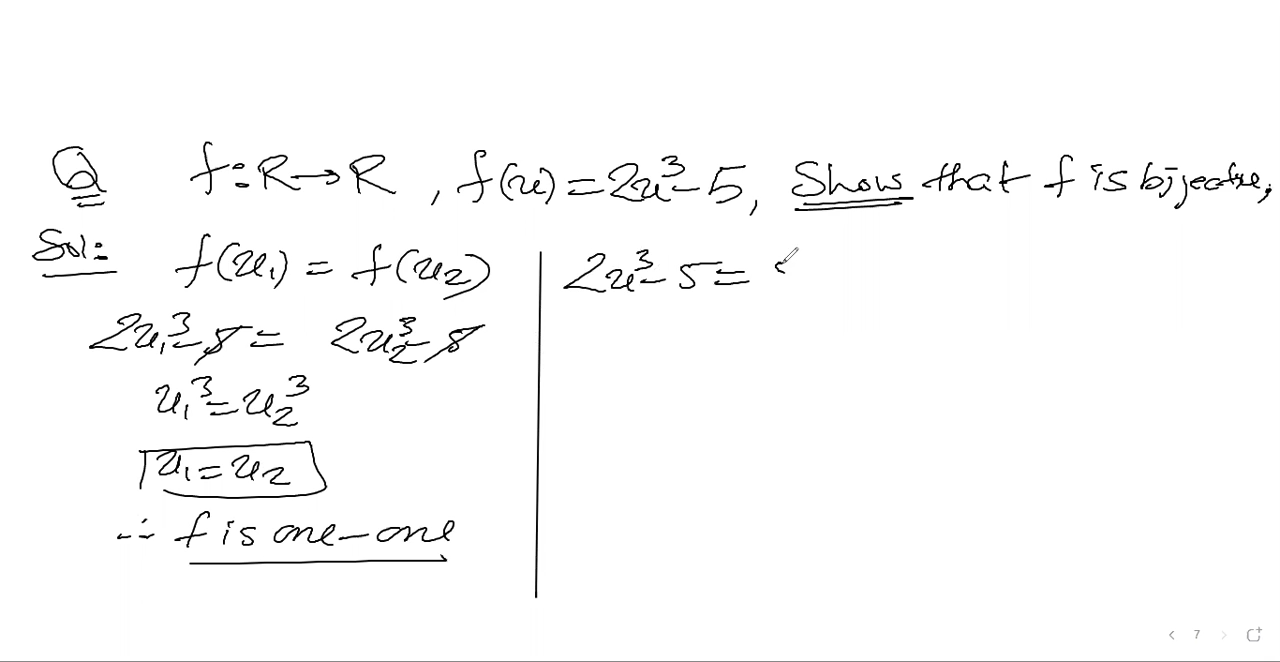 Q f:R→R, f(x)=2x³-5, Show that f is bijective,
Sol:
f(x₁) = f(x₂)
2x₁³-5 = 2x₂³-5
x₁³=x₂³
x₁=x₂
∴ f is one-one
2x³-5=
7